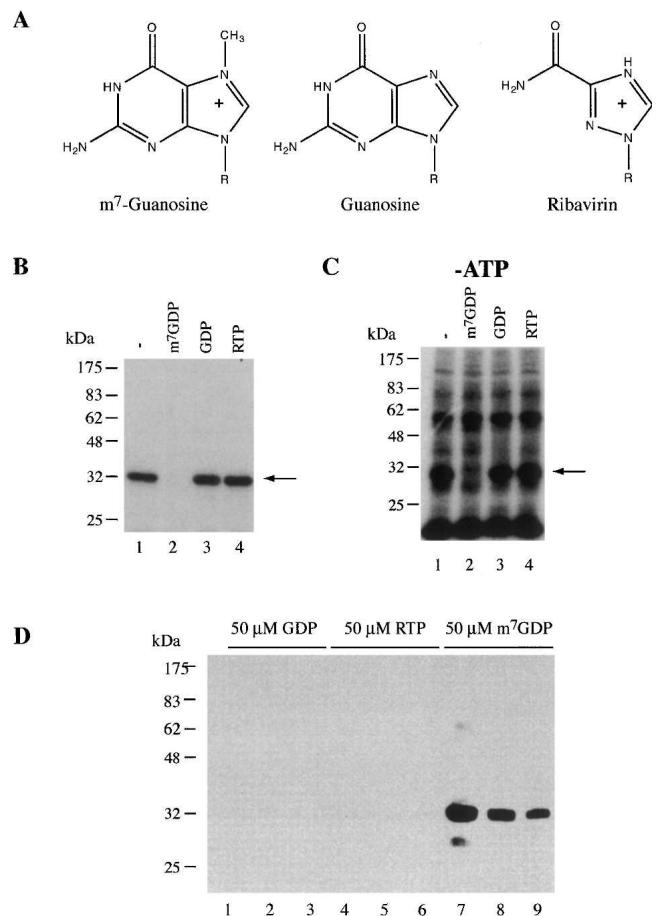 A
O
O
O
CH₃
HN
N
HN
N
H₂N
HN
+
+
H₂N
N
N
H₂N
N
N
N
N
R
R
R
m⁷-Guanosine
Guanosine
Ribavirin
B
C
-ATP
kDa
-
m⁷GDP
GDP
RTP
kDa
-
m⁷GDP
GDP
RTP
175
83
62
48
32
25
175
83
62
48
32
25
1 2 3 4
1 2 3 4
D
kDa
50 µM GDP
50 µM RTP
50 µM m⁷GDP
175
83
62
48
32
25
1 2 3 4 5 6 7 8 9